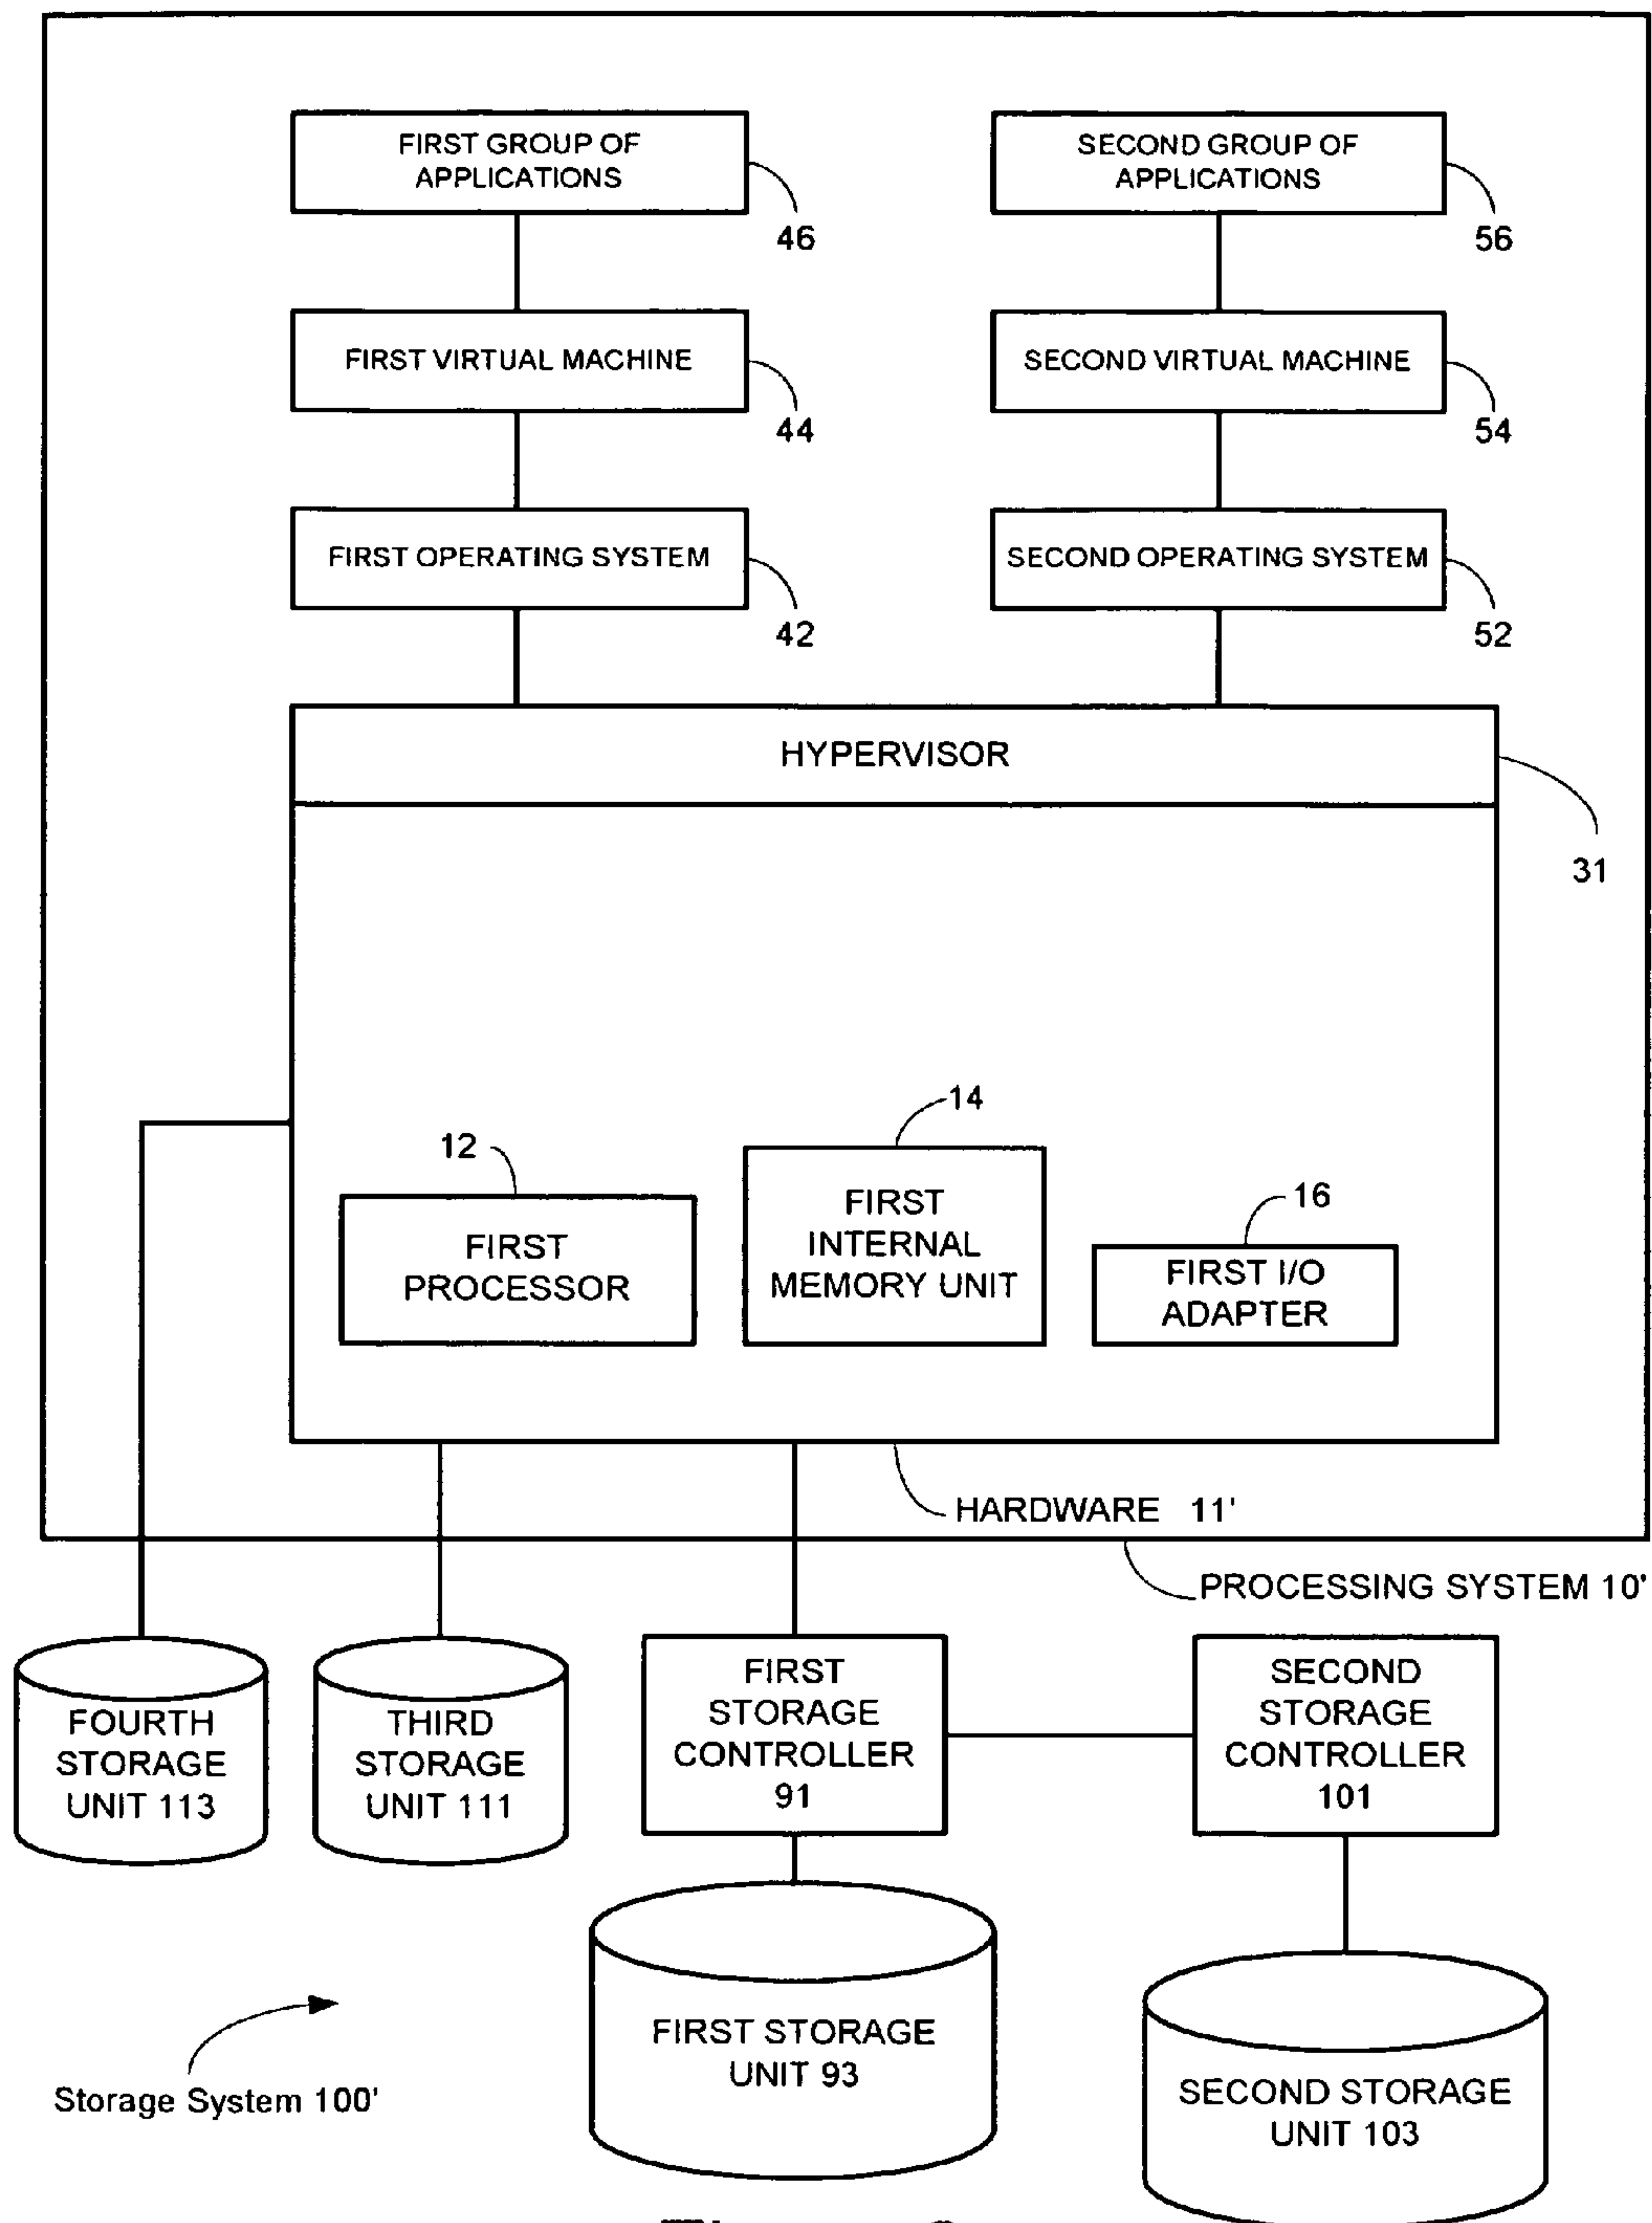 FIRST GROUP OF
APPLICATIONS
46
SECOND GROUP OF
APPLICATIONS
56
FIRST VIRTUAL MACHINE
44
SECOND VIRTUAL MACHINE
54
FIRST OPERATING SYSTEM
42
SECOND OPERATING SYSTEM
52
HYPERVISOR
31
12
FIRST
PROCESSOR
14
FIRST
INTERNAL
MEMORY UNIT
16
FIRST I/O
ADAPTER
HARDWARE 11'
PROCESSING SYSTEM 10'
FOURTH
STORAGE
UNIT 113
THIRD
STORAGE
UNIT 111
FIRST
STORAGE
CONTROLLER
91
SECOND
STORAGE
CONTROLLER
101
FIRST STORAGE
UNIT 93
SECOND STORAGE
UNIT 103
Storage System 100'